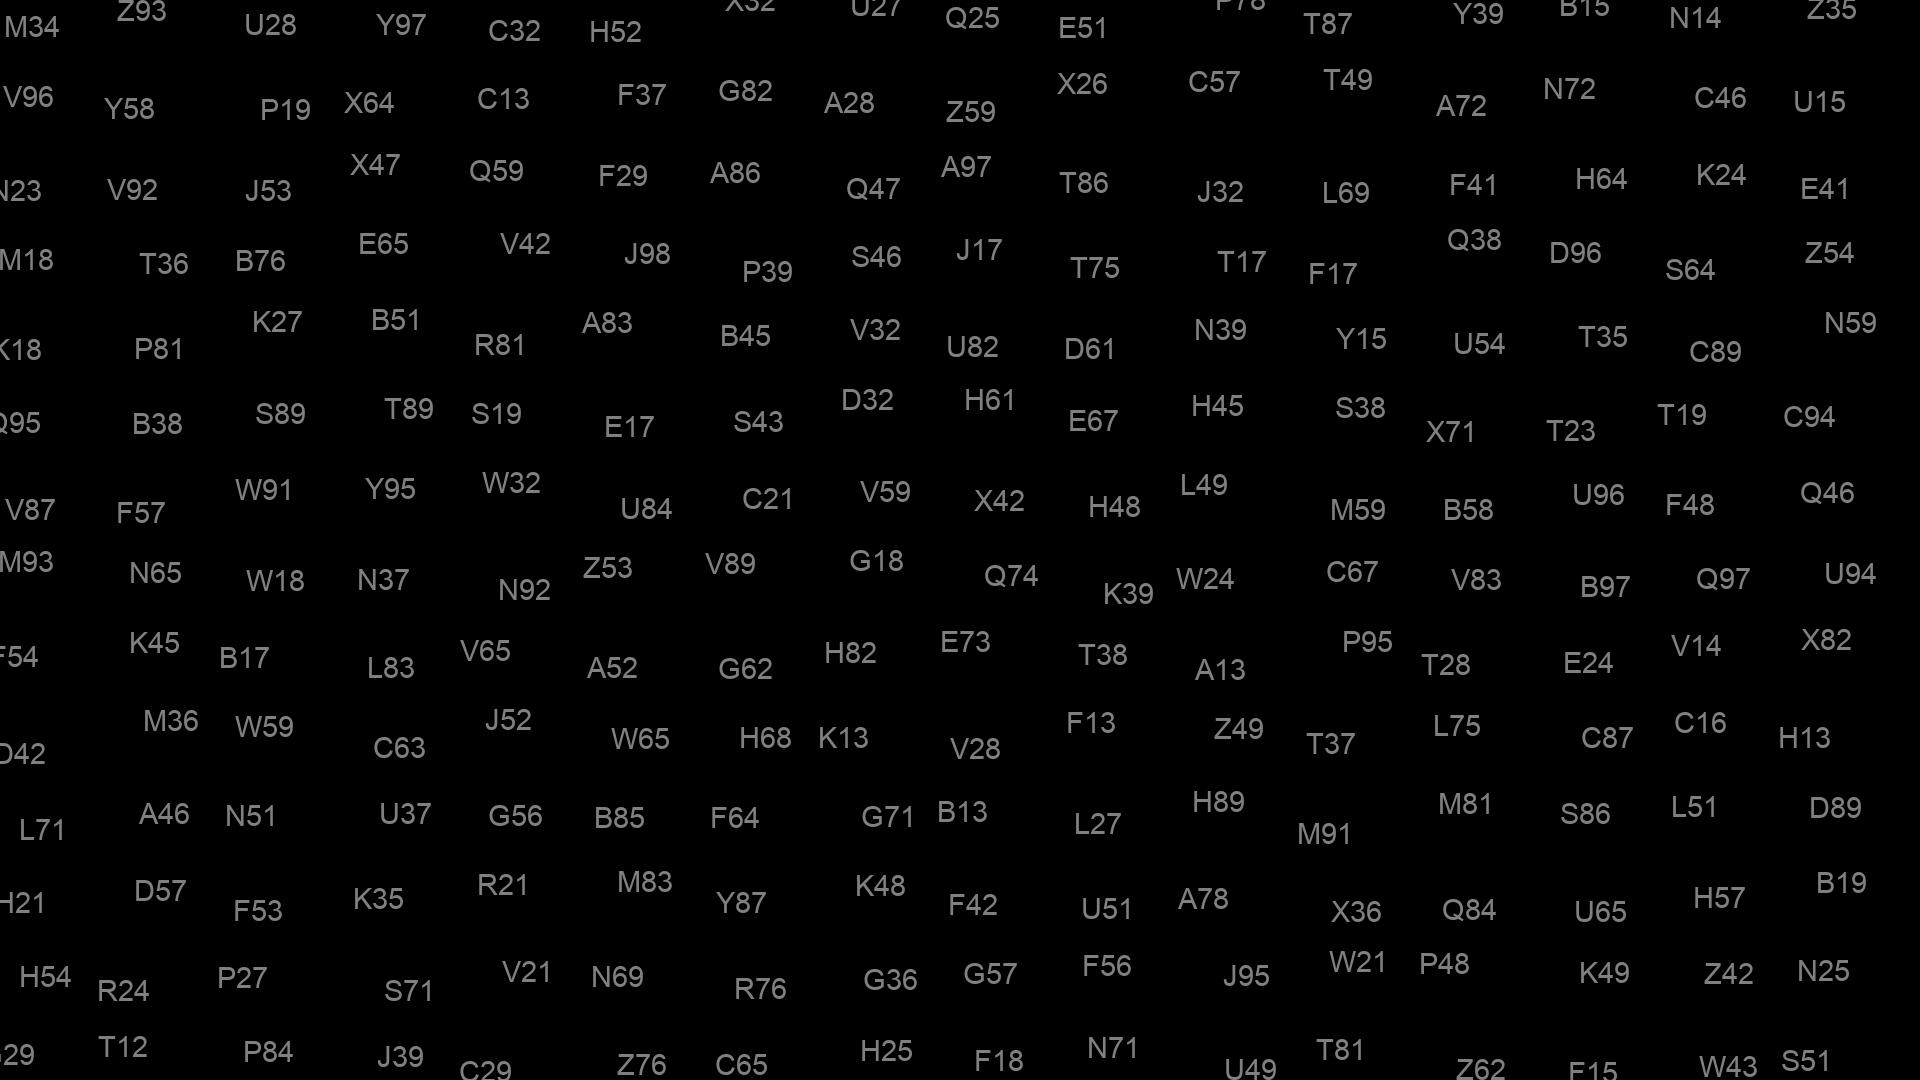 M34 Z93 U28 Y97 C32 H52 X32 U27 Q25 E51 P78 T87 Y39 B15 N14 Z35
V96 Y58 P19 X64 C13 F37 G82 A28 Z59 X26 C57 T49 A72 N72 C46 U15
N23 V92 J53 X47 Q59 F29 A86 Q47 A97 T86 J32 L69 F41 H64 K24 E41
M18 T36 B76 E65 V42 J98 P39 S46 J17 T75 T17 F17 Q38 D96 S64 Z54
K18 P81 K27 B51 R81 A83 B45 V32 U82 D61 N39 Y15 U54 T35 C89 N59
Q95 B38 S89 T89 S19 E17 S43 D32 H61 E67 H45 S38 X71 T23 T19 C94
V87 F57 W91 Y95 W32 U84 C21 V59 X42 H48 L49 M59 B58 U96 F48 Q46
M93 N65 W18 N37 N92 Z53 V89 G18 Q74 K39 W24 C67 V83 B97 Q97 U94
F54 K45 B17 L83 V65 A52 G62 H82 E73 T38 A13 P95 T28 E24 V14 X82
D42 M36 W59 C63 J52 W65 H68 K13 V28 F13 Z49 T37 L75 C87 C16 H13
L71 A46 N51 U37 G56 B85 F64 G71 B13 L27 H89 M91 M81 S86 L51 D89
H21 D57 F53 K35 R21 M83 Y87 K48 F42 U51 A78 X36 Q84 U65 H57 B19
H54 R24 P27 S71 V21 N69 R76 G36 G57 F56 J95 W21 P48 K49 Z42 N25
T12 P84 J39 C29 Z76 C65 H25 F18 N71 U49 T81 Z62 W43 S51